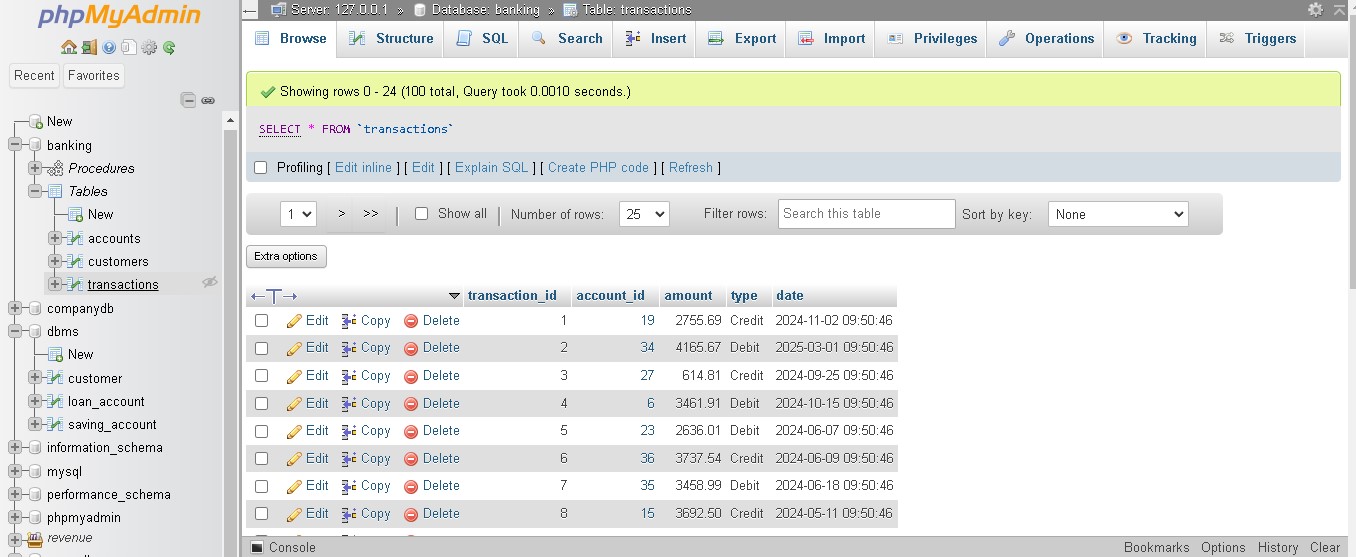 phpMyAdmin
Recent Favorites
New
banking
Procedures
Tables
New
accounts
customers
transactions
companydb
dbms
New
customer
loan_account
saving_account
information_schema
mysql
performance_schema
phpmyadmin
revenue
Server: 127.0.0.1 » Database: banking » Table: transactions
Browse Structure SQL Search Insert Export Import Privileges Operations Tracking Triggers
Showing rows 0 - 24 (100 total, Query took 0.0010 seconds.)
SELECT * FROM `transactions`
Profiling [ Edit inline ] [ Edit ] [ Explain SQL ] [ Create PHP code ] [ Refresh ]
1 > >> | Show all | Number of rows: 25 Filter rows: Search this table Sort by key: None
Extra options
←T→ transaction_id account_id amount type date
Edit Copy Delete 1 19 2755.69 Credit 2024-11-02 09:50:46
Edit Copy Delete 2 34 4165.67 Debit 2025-03-01 09:50:46
Edit Copy Delete 3 27 614.81 Credit 2024-09-25 09:50:46
Edit Copy Delete 4 6 3461.91 Debit 2024-10-15 09:50:46
Edit Copy Delete 5 23 2636.01 Debit 2024-06-07 09:50:46
Edit Copy Delete 6 36 3737.54 Credit 2024-06-09 09:50:46
Edit Copy Delete 7 35 3458.99 Debit 2024-06-18 09:50:46
Edit Copy Delete 8 15 3692.50 Credit 2024-05-11 09:50:46
Console Bookmarks Options History Clear